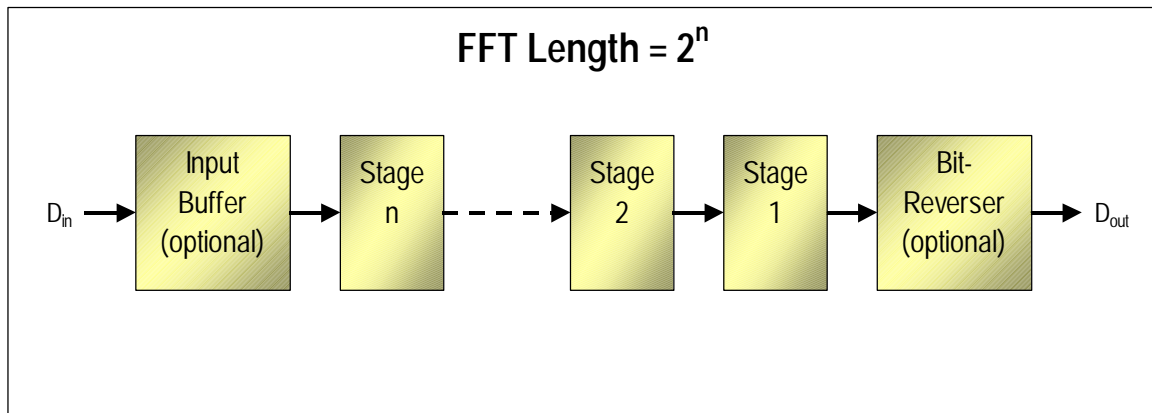 FFT Length = 2ⁿ
D_in
Input
Buffer
(optional)
Stage
n
Stage
2
Stage
1
Bit-
Reverser
(optional)
D_out